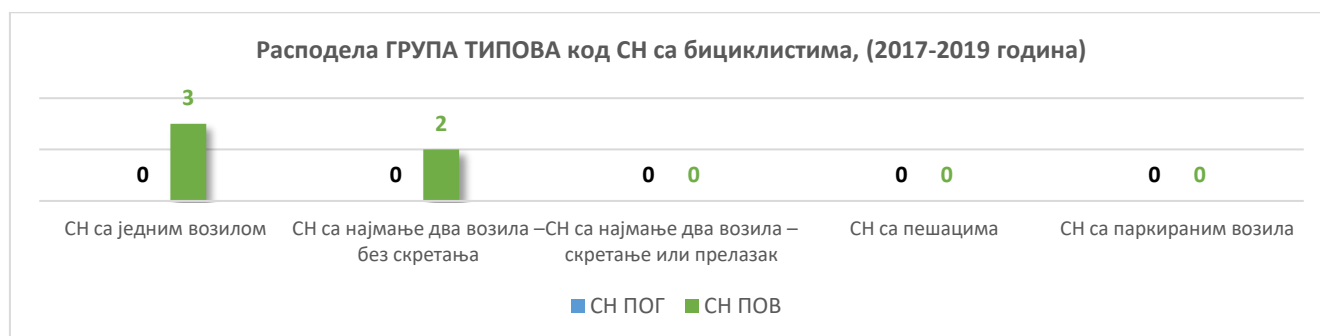 Расподела ГРУПА ТИПОВА код СН са бициклистима, (2017-2019 година)
3
2
0 0 0 0 0 0 0 0
СН са једним возилом
СН са најмање два возила –
без скретања
СН са најмање два возила –
скретање или прелазак
СН са пешацима
СН са паркираним возила
СН ПОГ СН ПОВ